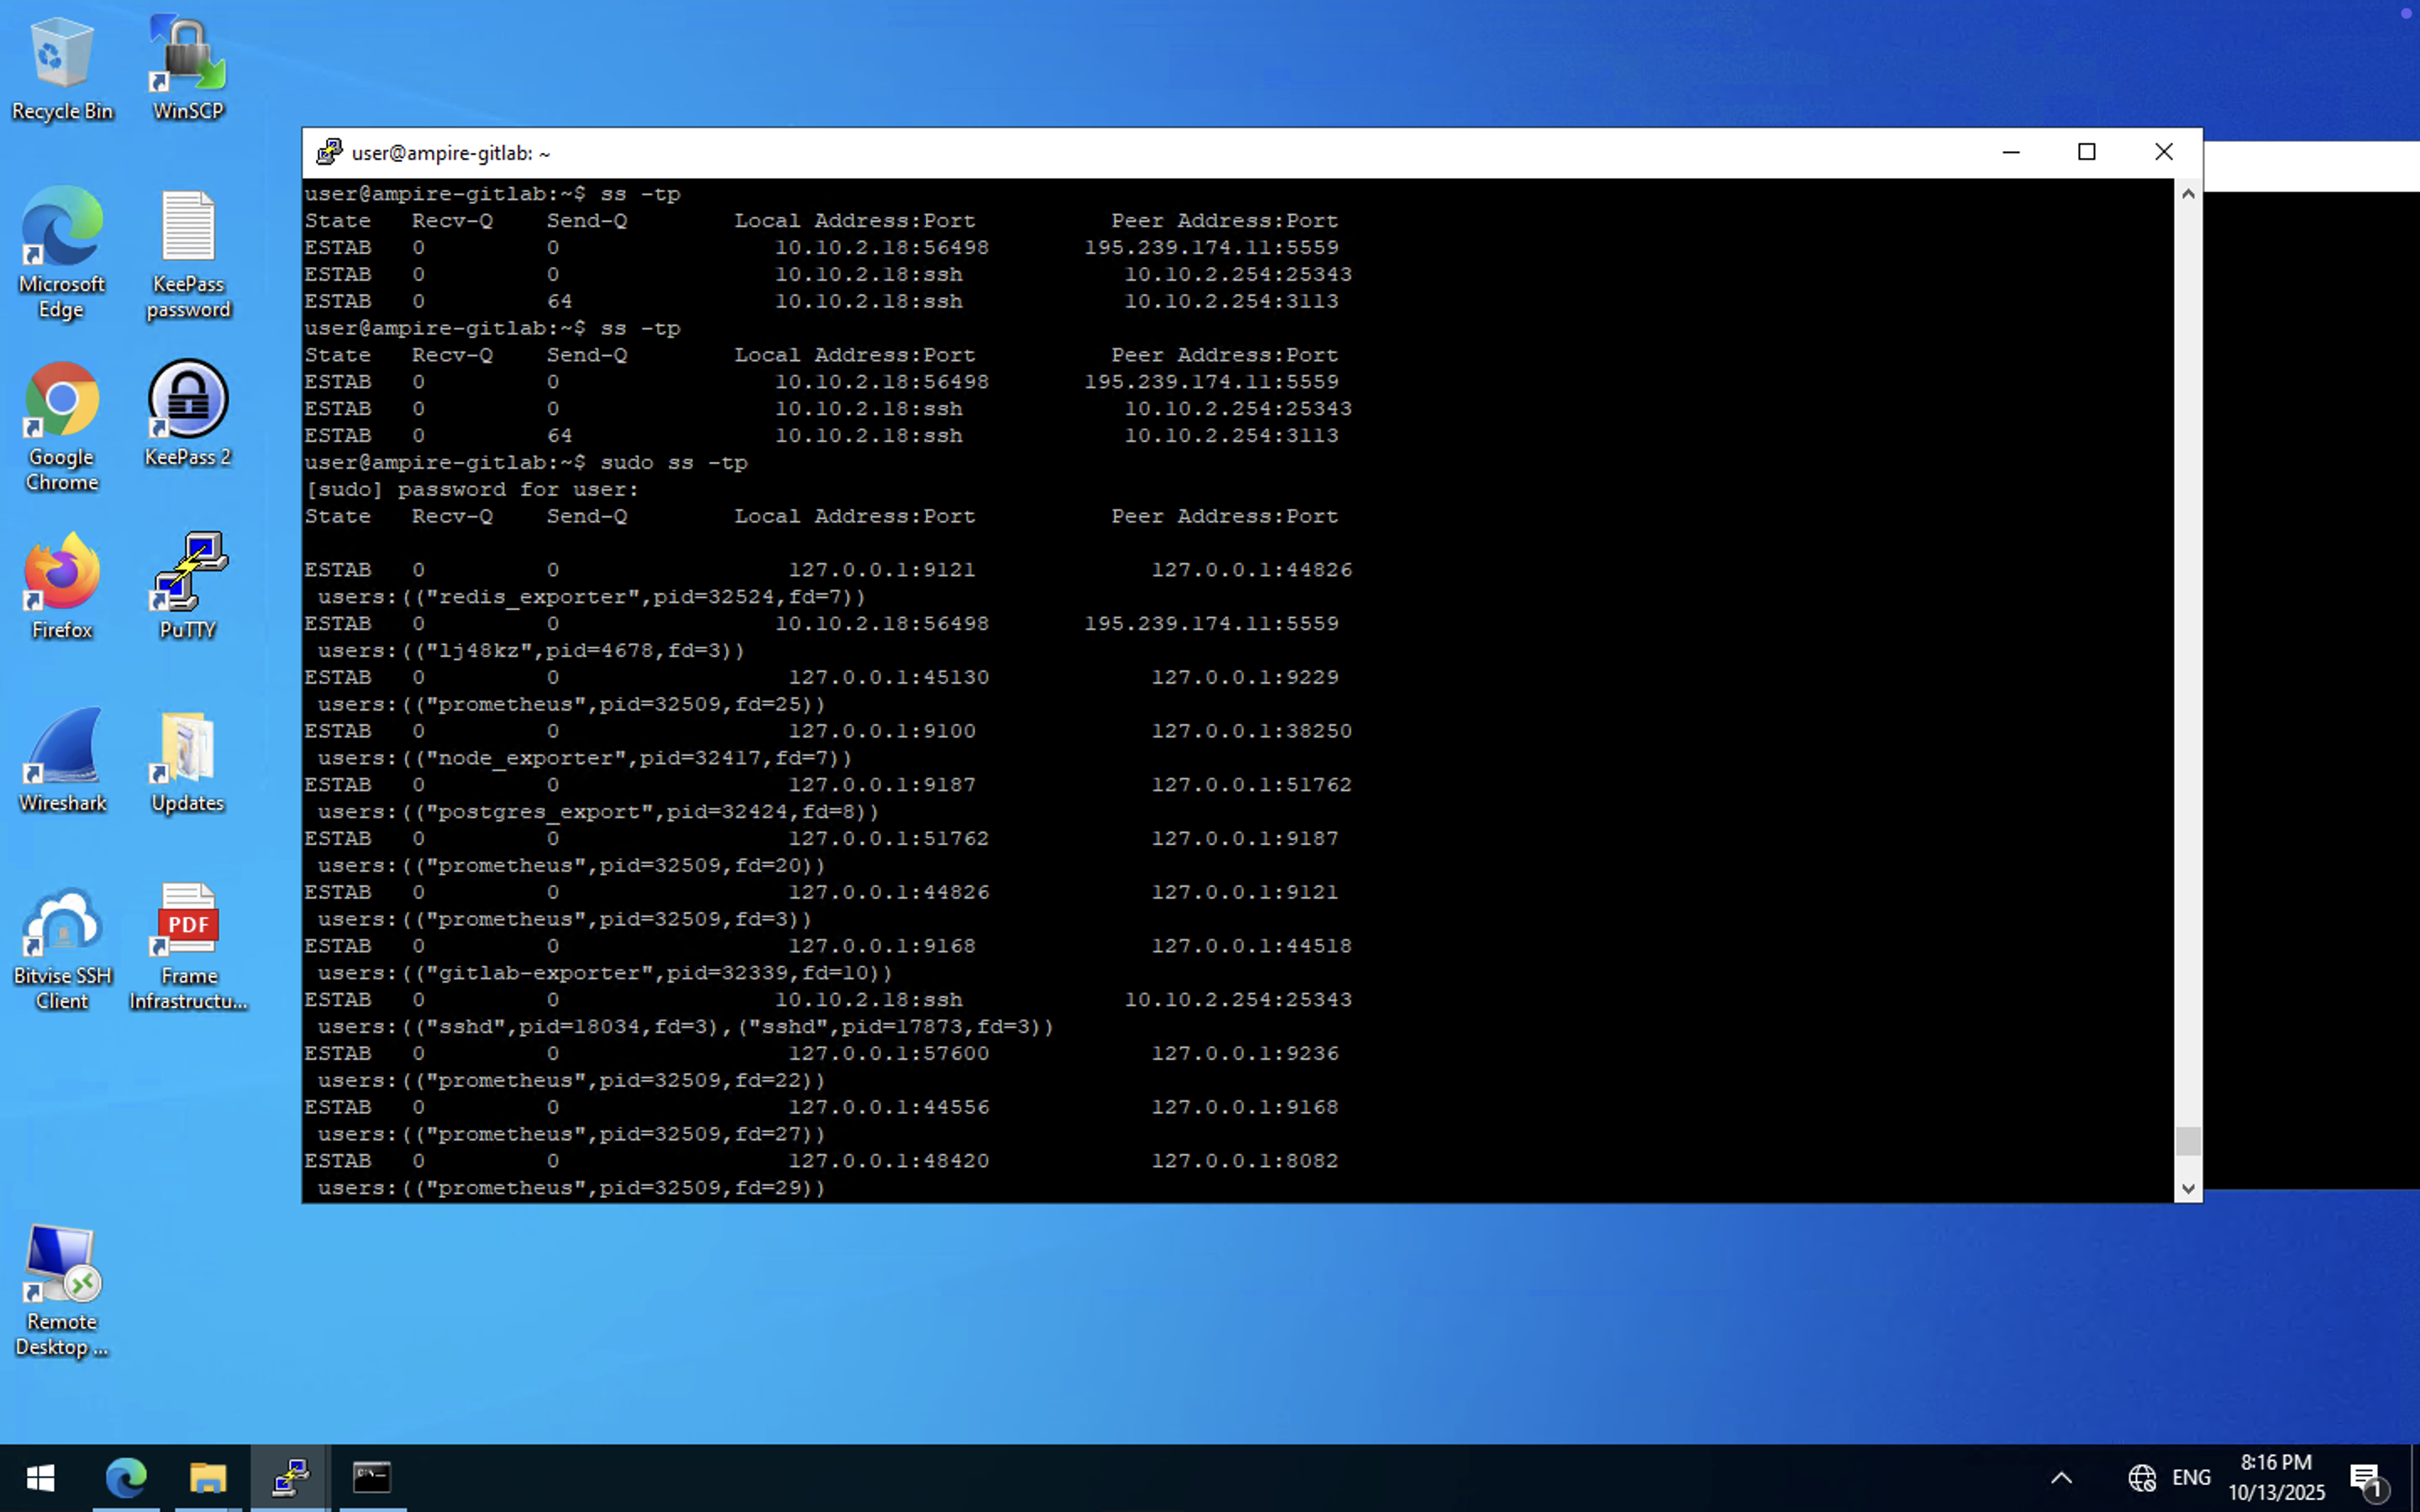 Recycle Bin
WinSCP
Microsoft Edge
KeePass password
Google Chrome
KeePass 2
Firefox
PuTTY
Wireshark
Updates
Bitvise SSH Client
PDF
Frame Infrastructu...
Remote Desktop ...
user@ampire-gitlab: ~
user@ampire-gitlab:~$ ss -tp
State Recv-Q Send-Q Local Address:Port Peer Address:Port
ESTAB 0 0 10.10.2.18:56498 195.239.174.11:5559
ESTAB 0 0 10.10.2.18:ssh 10.10.2.254:25343
ESTAB 0 64 10.10.2.18:ssh 10.10.2.254:3113
user@ampire-gitlab:~$ ss -tp
State Recv-Q Send-Q Local Address:Port Peer Address:Port
ESTAB 0 0 10.10.2.18:56498 195.239.174.11:5559
ESTAB 0 0 10.10.2.18:ssh 10.10.2.254:25343
ESTAB 0 64 10.10.2.18:ssh 10.10.2.254:3113
user@ampire-gitlab:~$ sudo ss -tp
[sudo] password for user:
State Recv-Q Send-Q Local Address:Port Peer Address:Port
ESTAB 0 0 127.0.0.1:9121 127.0.0.1:44826
users:(("redis_exporter",pid=32524,fd=7))
ESTAB 0 0 10.10.2.18:56498 195.239.174.11:5559
users:(("lj48kz",pid=4678,fd=3))
ESTAB 0 0 127.0.0.1:45130 127.0.0.1:9229
users:(("prometheus",pid=32509,fd=25))
ESTAB 0 0 127.0.0.1:9100 127.0.0.1:38250
users:(("node_exporter",pid=32417,fd=7))
ESTAB 0 0 127.0.0.1:9187 127.0.0.1:51762
users:(("postgres_export",pid=32424,fd=8))
ESTAB 0 0 127.0.0.1:51762 127.0.0.1:9187
users:(("prometheus",pid=32509,fd=20))
ESTAB 0 0 127.0.0.1:44826 127.0.0.1:9121
users:(("prometheus",pid=32509,fd=3))
ESTAB 0 0 127.0.0.1:9168 127.0.0.1:44518
users:(("gitlab-exporter",pid=32339,fd=10))
ESTAB 0 0 10.10.2.18:ssh 10.10.2.254:25343
users:(("sshd",pid=18034,fd=3),("sshd",pid=17873,fd=3))
ESTAB 0 0 127.0.0.1:57600 127.0.0.1:9236
users:(("prometheus",pid=32509,fd=22))
ESTAB 0 0 127.0.0.1:44556 127.0.0.1:9168
users:(("prometheus",pid=32509,fd=27))
ESTAB 0 0 127.0.0.1:48420 127.0.0.1:8082
users:(("prometheus",pid=32509,fd=29))
ENG
8:16 PM
10/13/2025
1